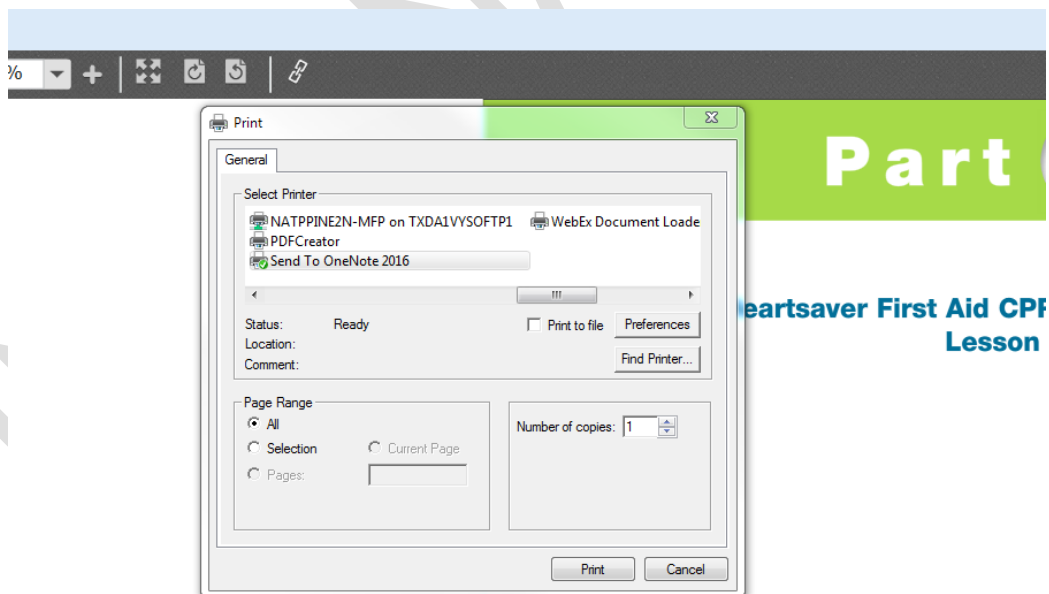 %
Print
Part
General
Select Printer
NATPPINE2N-MFP on TXDA1VYSOFTP1 WebEx Document Loade
PDFCreator
Send To OneNote 2016
Status: Ready Print to file Preferences
Location:
Comment: Find Printer...
eartsaver First Aid CPR
Lesson
Page Range
All
Number of copies: 1
Selection Current Page
Pages:
Print Cancel